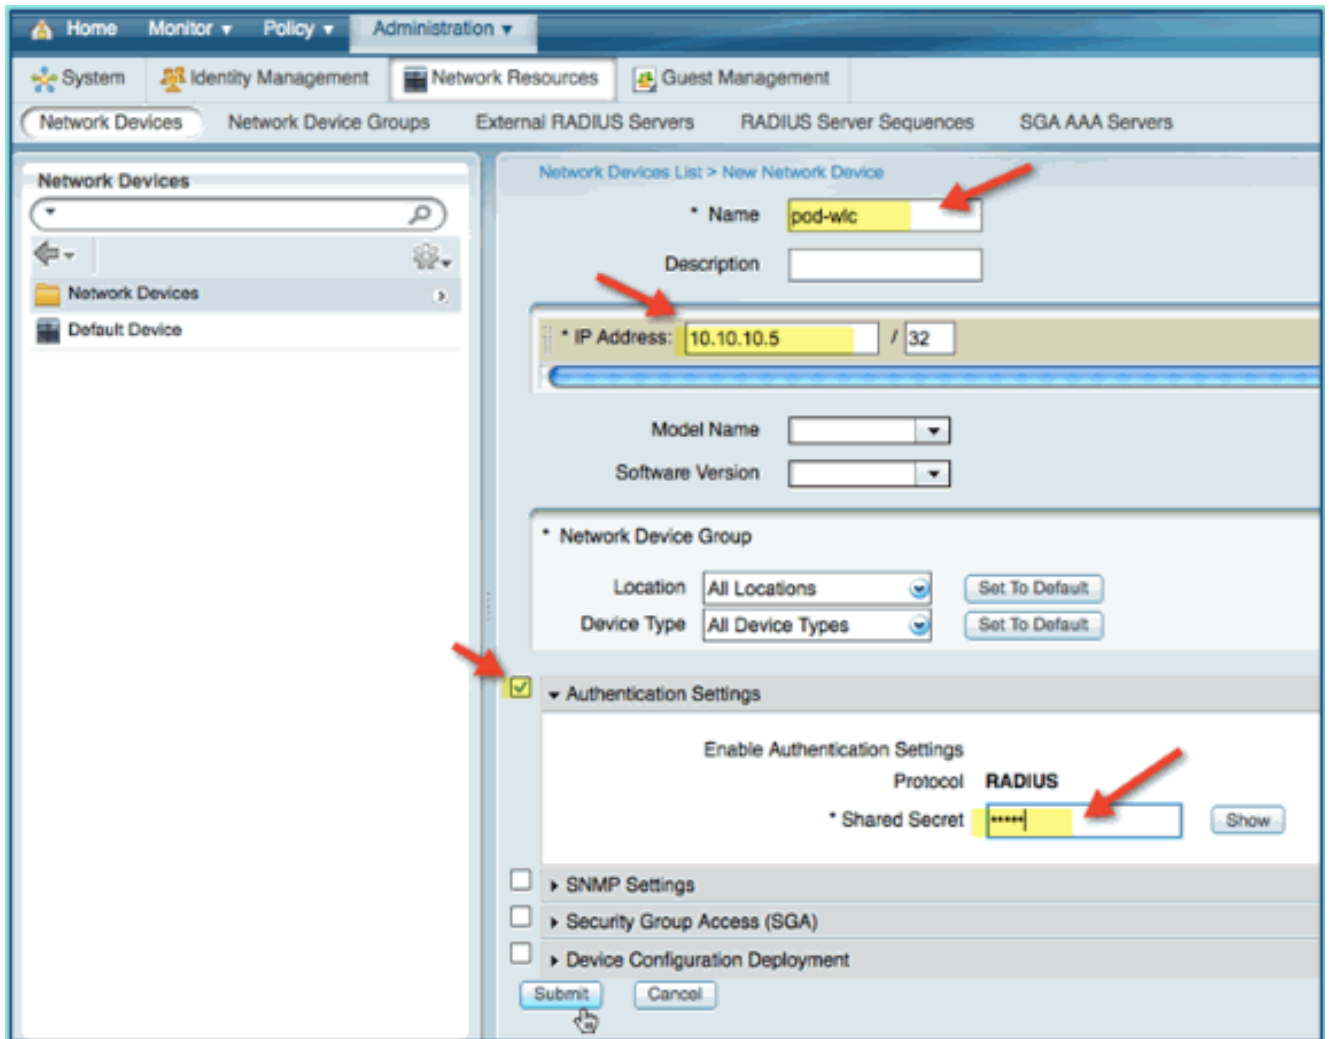 Home Monitor Policy Administration
System Identity Management Network Resources Guest Management
Network Devices Network Device Groups External RADIUS Servers RADIUS Server Sequences SGA AAA Servers
Network Devices
Network Devices
Default Device
Network Devices List > New Network Device
* Name pod-wlc
Description
* IP Address: 10.10.10.5 / 32
Model Name
Software Version
* Network Device Group
Location All Locations Set To Default
Device Type All Device Types Set To Default
Authentication Settings
Enable Authentication Settings
Protocol RADIUS
* Shared Secret ••••• Show
SNMP Settings
Security Group Access (SGA)
Device Configuration Deployment
Submit Cancel